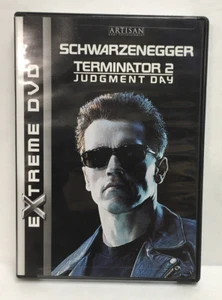 ARTISAN
SCHWARZENEGGER
TERMINATOR 2
JUDGMENT DAY
EXTREME DVD